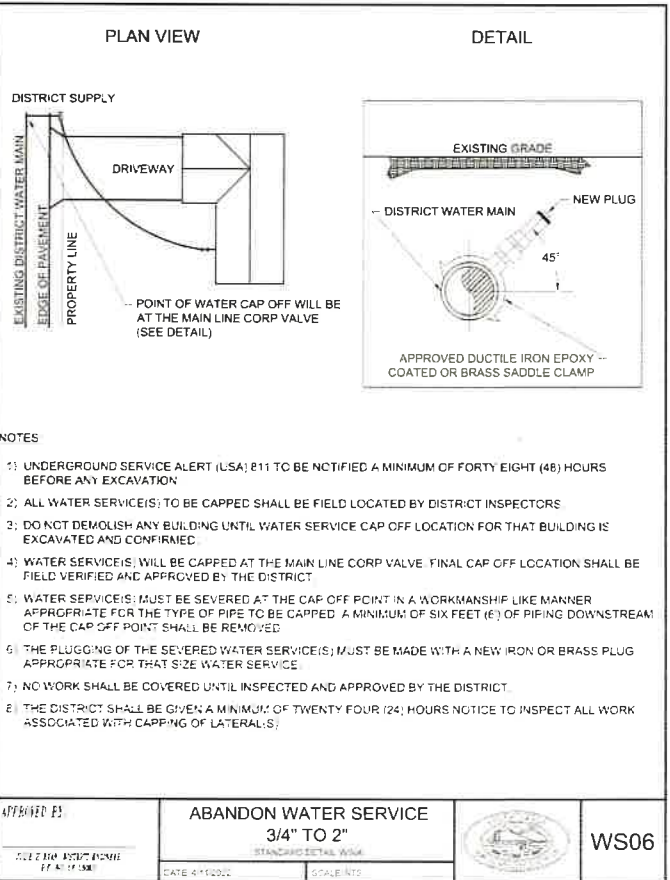 PLAN VIEW
DETAIL
DISTRICT SUPPLY
EXISTING DISTRICT WATER MAIN
EDGE OF PAVEMENT
PROPERTY LINE
DRIVEWAY
POINT OF WATER CAP OFF WILL BE
AT THE MAIN LINE CORP VALVE
(SEE DETAIL)
EXISTING GRADE
DISTRICT WATER MAIN
NEW PLUG
45°
APPROVED DUCTILE IRON EPOXY
COATED OR BRASS SADDLE CLAMP
NOTES
1) UNDERGROUND SERVICE ALERT (USA) 811 TO BE NOTIFIED A MINIMUM OF FORTY EIGHT (48) HOURS
BEFORE ANY EXCAVATION
2) ALL WATER SERVICE(S) TO BE CAPPED SHALL BE FIELD LOCATED BY DISTRICT INSPECTORS.
3) DO NOT DEMOLISH ANY BUILDING UNTIL WATER SERVICE CAP OFF LOCATION FOR THAT BUILDING IS
EXCAVATED AND CONFIRMED.
4) WATER SERVICE(S) WILL BE CAPPED AT THE MAIN LINE CORP VALVE. FINAL CAP OFF LOCATION SHALL BE
FIELD VERIFIED AND APPROVED BY THE DISTRICT
5) WATER SERVICE(S) MUST BE SEVERED AT THE CAP OFF POINT IN A WORKMANSHIP LIKE MANNER
APPROPRIATE FOR THE TYPE OF PIPE TO BE CAPPED. A MINIMUM OF SIX FEET (6') OF PIPING DOWNSTREAM
OF THE CAP OFF POINT SHALL BE REMOVED
6) THE PLUGGING OF THE SEVERED WATER SERVICE(S) MUST BE MADE WITH A NEW IRON OR BRASS PLUG
APPROPRIATE FOR THAT SIZE WATER SERVICE.
7) NO WORK SHALL BE COVERED UNTIL INSPECTED AND APPROVED BY THE DISTRICT.
8) THE DISTRICT SHALL BE GIVEN A MINIMUM OF TWENTY FOUR (24) HOURS NOTICE TO INSPECT ALL WORK
ASSOCIATED WITH CAPPING OF LATERAL(S)
APPROVED BY:
ABANDON WATER SERVICE
3/4" TO 2"
STANDARD DETAIL
DATE
SCALE: NTS
WS06